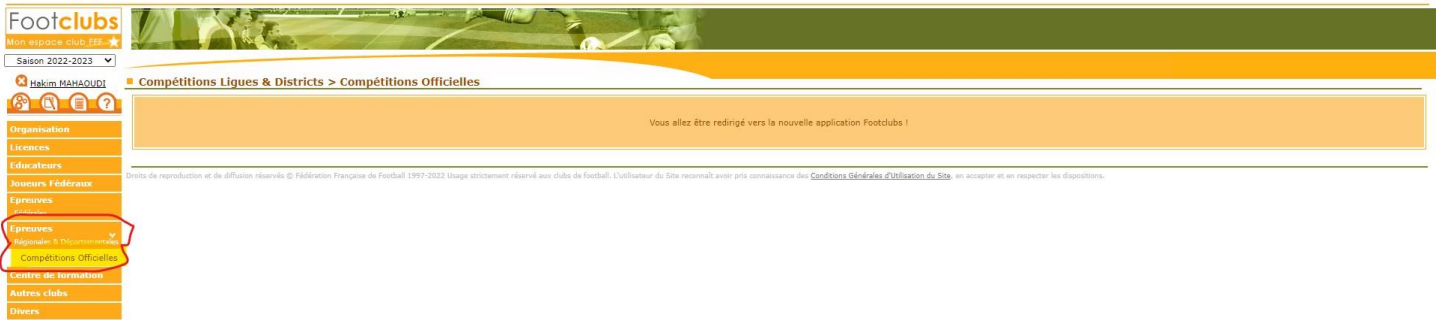 Footclubs
Mon espace club FFF
Saison 2022-2023
Hakim MAHAOUDI
Compétitions Ligues & Districts > Compétitions Officielles
Vous allez être redirigé vers la nouvelle application Footclubs !
Organisation
Licences
Educateurs
Joueurs Fédéraux
Epreuves
Fédérales
Epreuves
Régionales & Départementales
Compétitions Officielles
Centre de formation
Autres clubs
Divers
Droits de reproduction et de diffusion réservés © Fédération Française de Football 1997-2022 Usage strictement réservé aux clubs de football. L'utilisateur du Site reconnaît avoir pris connaissance des Conditions Générales d'Utilisation du Site, en accepter et en respecter les dispositions.